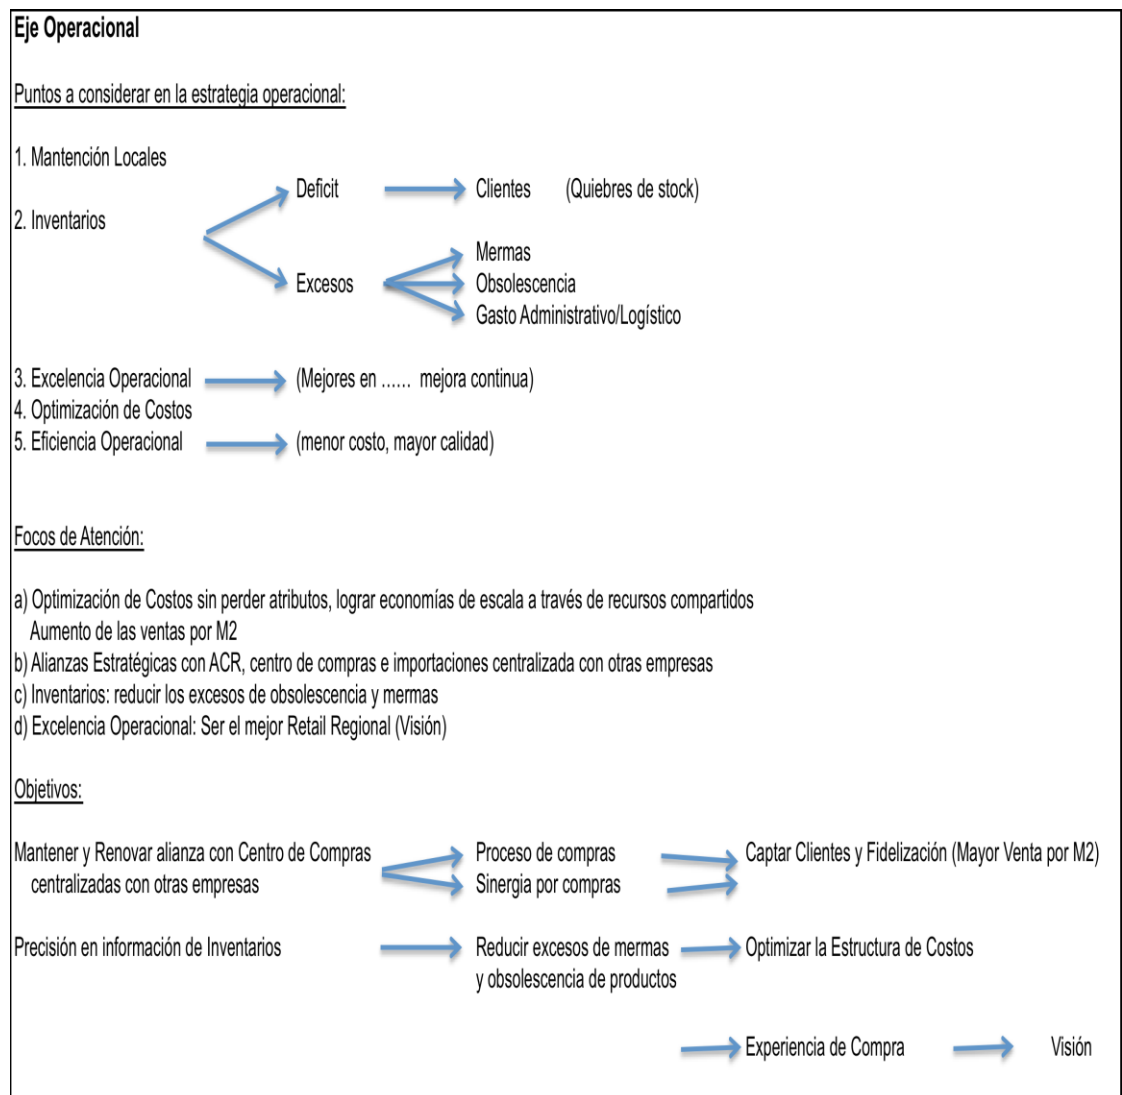 Eje Operacional
Puntos a considerar en la estrategia operacional:
1. Mantención Locales
Deficit Clientes (Quiebres de stock)
2. Inventarios
Mermas
Excesos Obsolescencia
Gasto Administrativo/Logístico
3. Excelencia Operacional (Mejores en ...... mejora continua)
4. Optimización de Costos
5. Eficiencia Operacional (menor costo, mayor calidad)
Focos de Atención:
a) Optimización de Costos sin perder atributos, lograr economías de escala a través de recursos compartidos
Aumento de las ventas por M2
b) Alianzas Estratégicas con ACR, centro de compras e importaciones centralizada con otras empresas
c) Inventarios: reducir los excesos de obsolescencia y mermas
d) Excelencia Operacional: Ser el mejor Retail Regional (Visión)
Objetivos:
Mantener y Renovar alianza con Centro de Compras Proceso de compras Captar Clientes y Fidelización (Mayor Venta por M2)
centralizadas con otras empresas Sinergia por compras
Precisión en información de Inventarios Reducir excesos de mermas Optimizar la Estructura de Costos
y obsolescencia de productos
Experiencia de Compra Visión